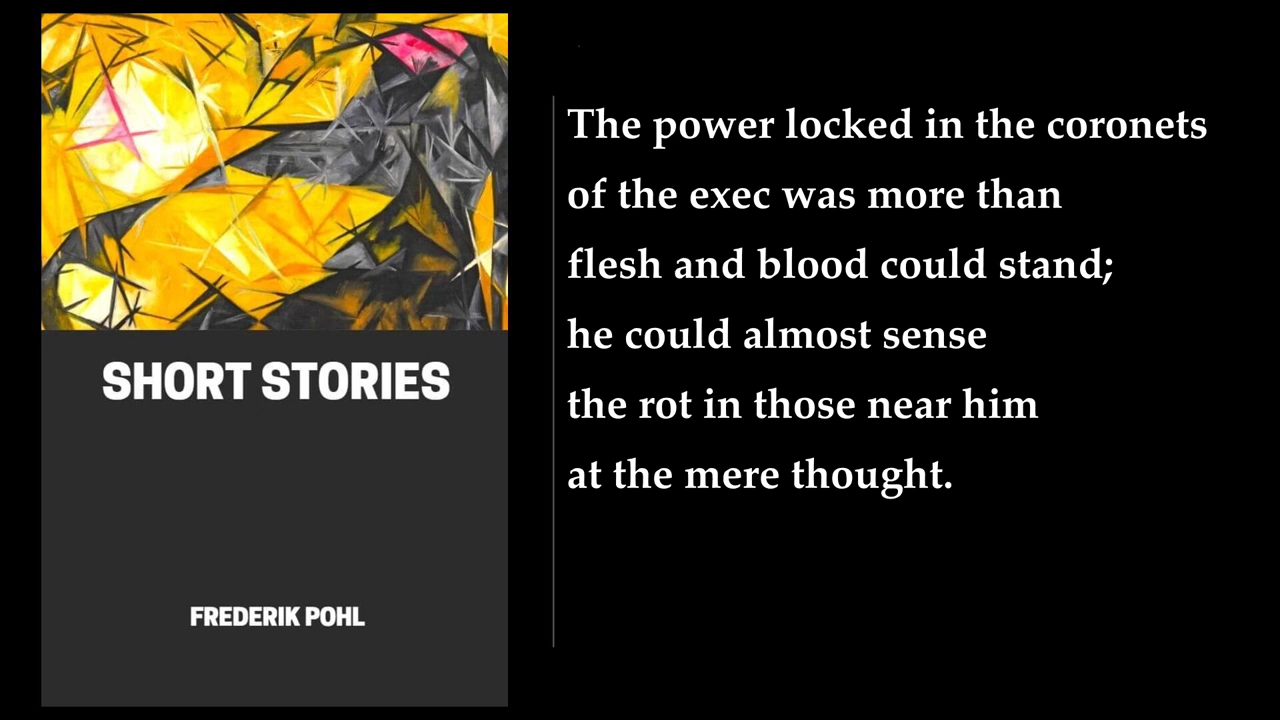 SHORT STORIES
FREDERIK POHL
The power locked in the coronets
of the exec was more than
flesh and blood could stand;
he could almost sense
the rot in those near him
at the mere thought.